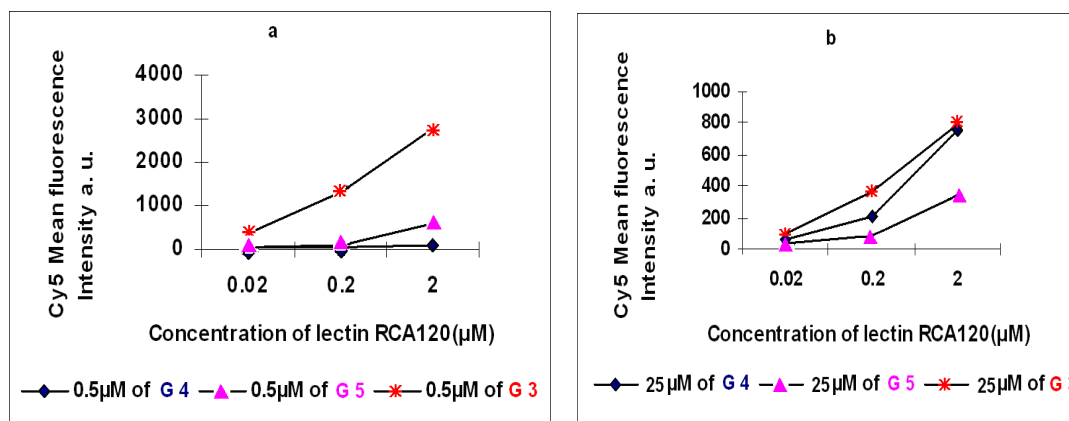 a
Cy5 Mean fluorescence
Intensity a. u.
4000
3000
2000
1000
0
0.02 0.2 2
Concentration of lectin RCA120(µM)
0.5µM of G 4 0.5µM of G 5 0.5µM of G 3
b
Cy5 Mean fluorescence
Intensity a. u.
1000
800
600
400
200
0
0.02 0.2 2
Concentration of lectin RCA120(µM)
25µM of G 4 25µM of G 5 25µM of G